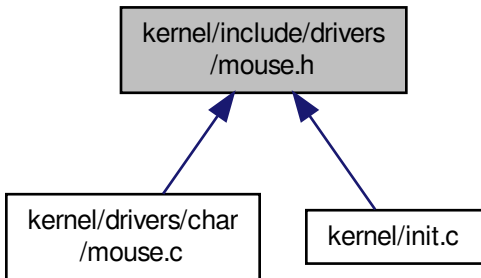 kernel/include/drivers
/mouse.h
kernel/drivers/char
/mouse.c
kernel/init.c